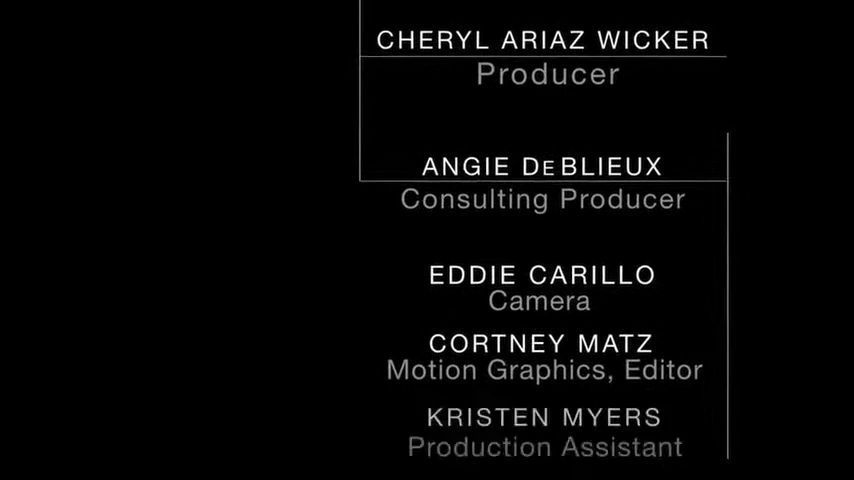 CHERYL ARIAZ WICKER
Producer
ANGIE DEBLIEUX
Consulting Producer
EDDIE CARILLO
Camera
CORTNEY MATZ
Motion Graphics, Editor
KRISTEN MYERS
Production Assistant